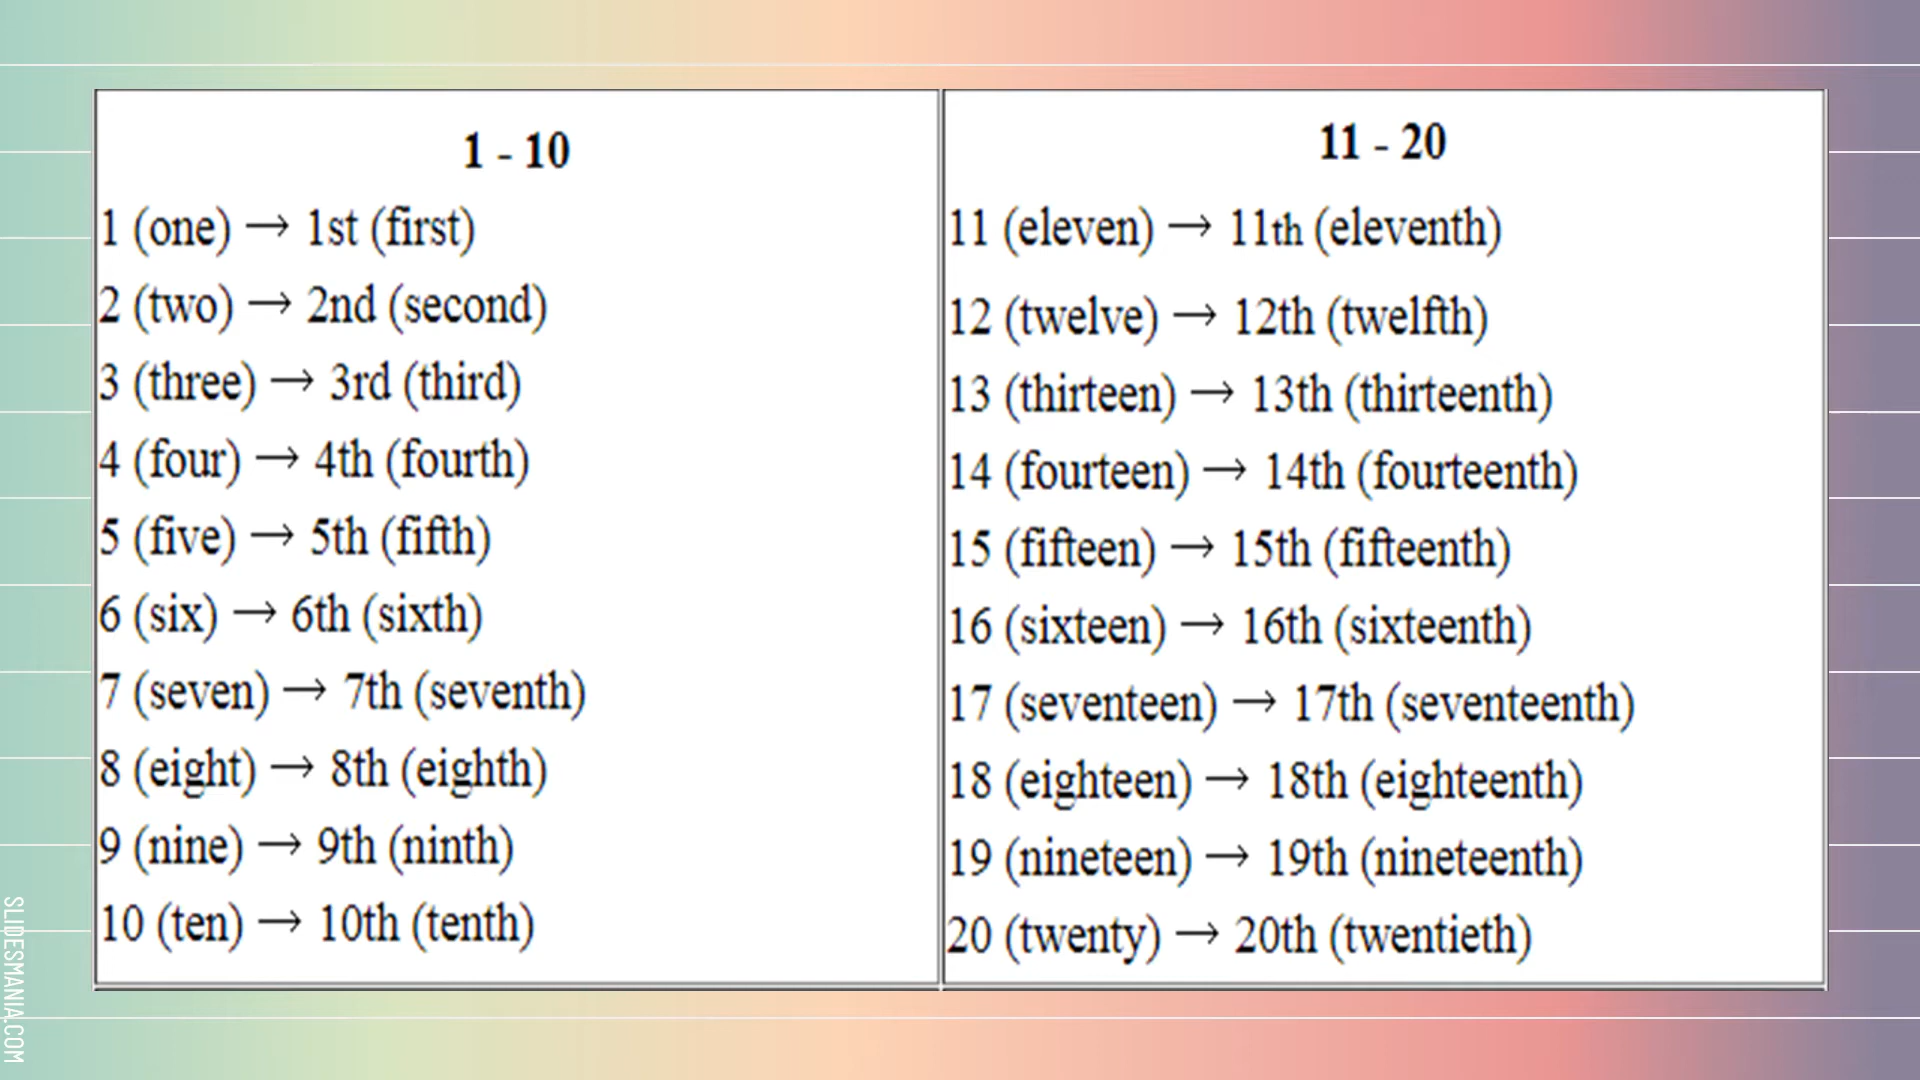 1 - 10
1 (one) → 1st (first)
2 (two) → 2nd (second)
3 (three) → 3rd (third)
4 (four) → 4th (fourth)
5 (five) → 5th (fifth)
6 (six) → 6th (sixth)
7 (seven) → 7th (seventh)
8 (eight) → 8th (eighth)
9 (nine) → 9th (ninth)
10 (ten) → 10th (tenth)
11 - 20
11 (eleven) → 11th (eleventh)
12 (twelve) → 12th (twelfth)
13 (thirteen) → 13th (thirteenth)
14 (fourteen) → 14th (fourteenth)
15 (fifteen) → 15th (fifteenth)
16 (sixteen) → 16th (sixteenth)
17 (seventeen) → 17th (seventeenth)
18 (eighteen) → 18th (eighteenth)
19 (nineteen) → 19th (nineteenth)
20 (twenty) → 20th (twentieth)
SLIDESMANIA.COM